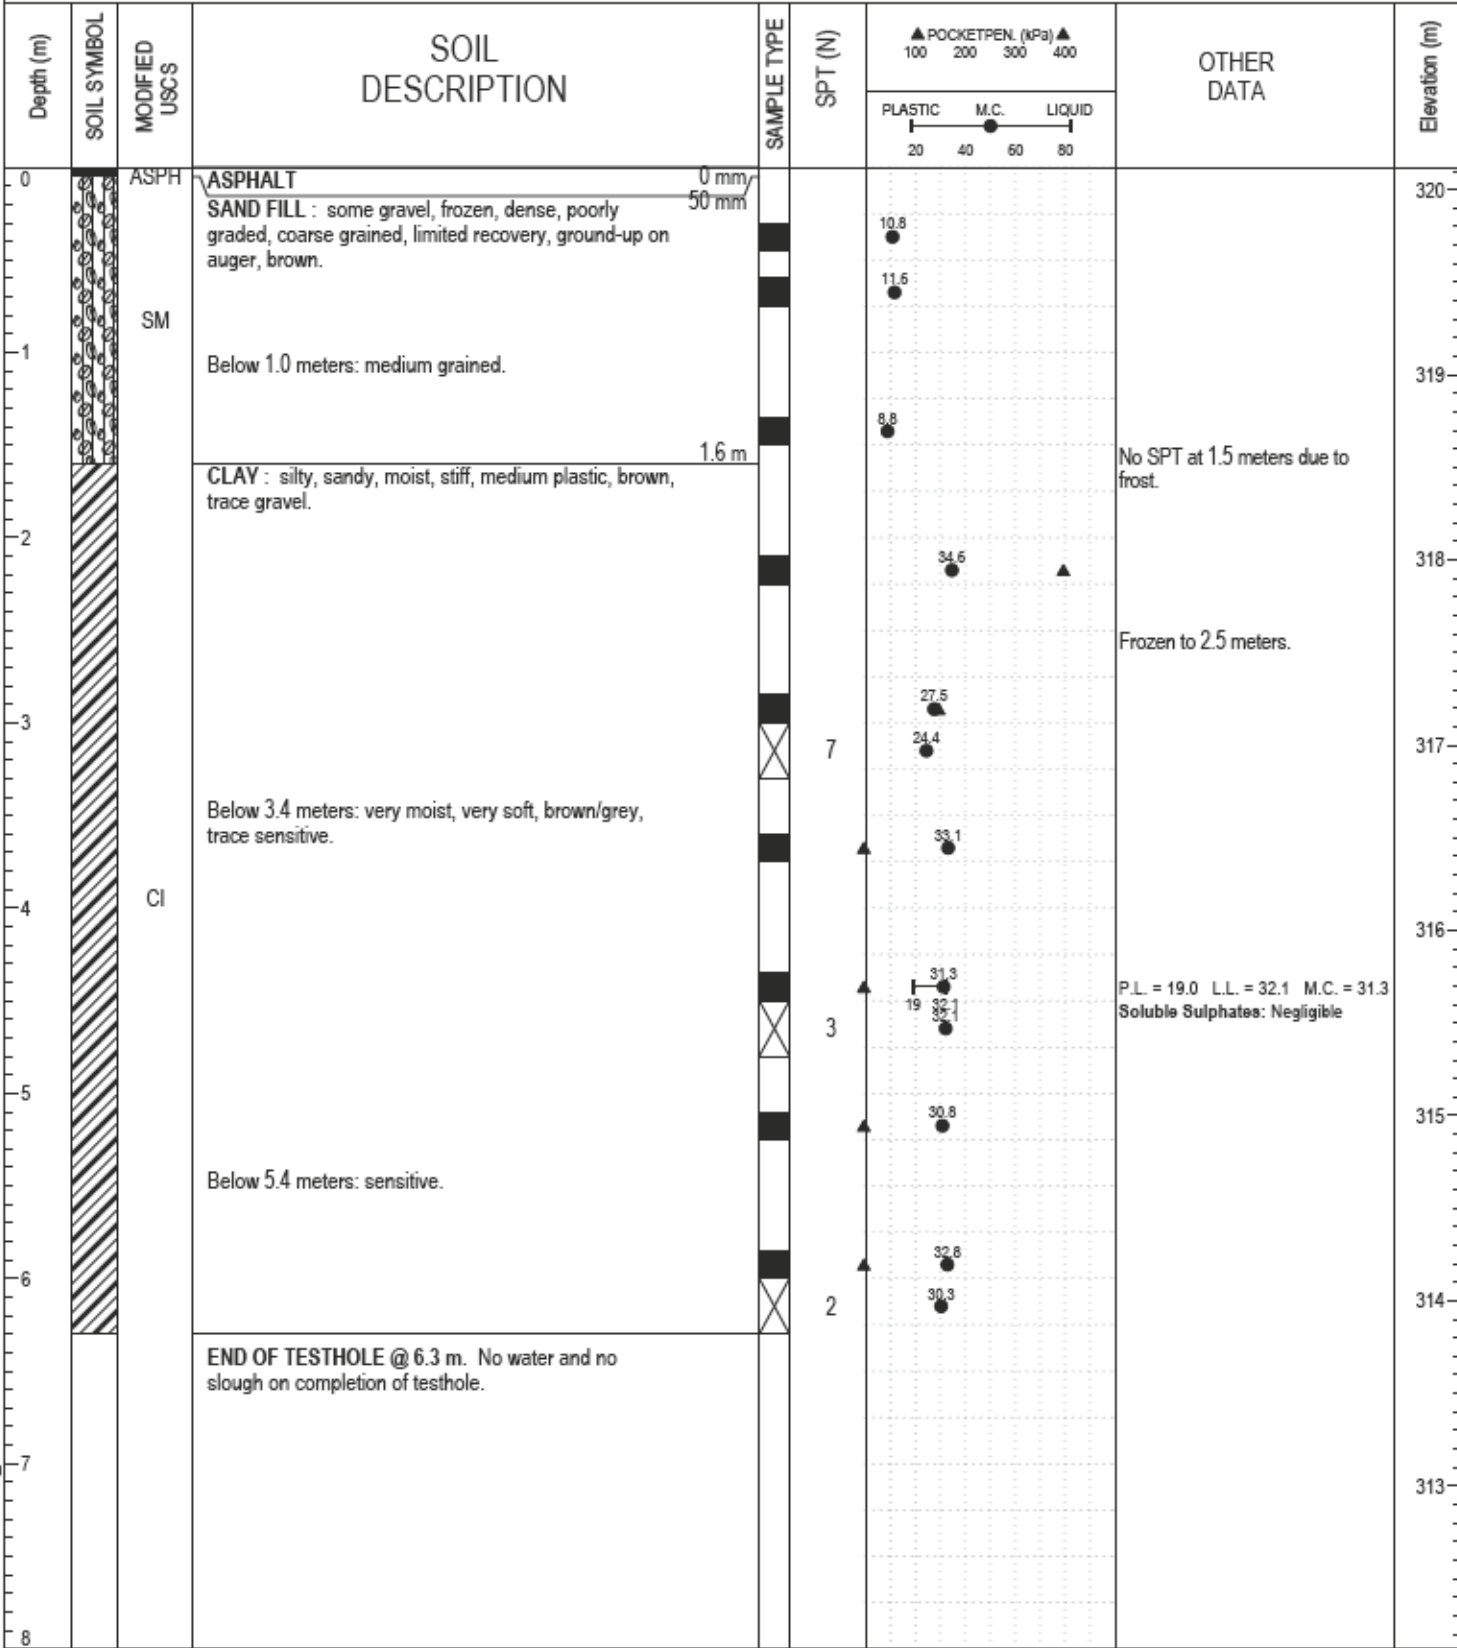 Depth (m)
SOIL SYMBOL
MODIFIED
USCS
SOIL
DESCRIPTION
SAMPLE TYPE
SPT (N)
▲ POCKETPEN. (kPa) ▲
100 200 300 400
PLASTIC M.C. LIQUID
20 40 60 80
OTHER
DATA
Elevation (m)
0
ASPH
ASPHALT 0 mm
50 mm
SAND FILL : some gravel, frozen, dense, poorly
graded, coarse grained, limited recovery, ground-up on
auger, brown.
320
10.8
11.6
SM
1
Below 1.0 meters: medium grained.
319
8.8
1.6 m
No SPT at 1.5 meters due to
frost.
CLAY : silty, sandy, moist, stiff, medium plastic, brown,
trace gravel.
2
34.6
318
Frozen to 2.5 meters.
27.5
3
24.4
7
317
Below 3.4 meters: very moist, very soft, brown/grey,
trace sensitive.
33.1
CI
4
316
31.3
19 32.1
32.1
P.L. = 19.0 L.L. = 32.1 M.C. = 31.3
Soluble Sulphates: Negligible
3
5
30.8
315
Below 5.4 meters: sensitive.
32.8
6
30.3
2
314
END OF TESTHOLE @ 6.3 m. No water and no
slough on completion of testhole.
7
313
8